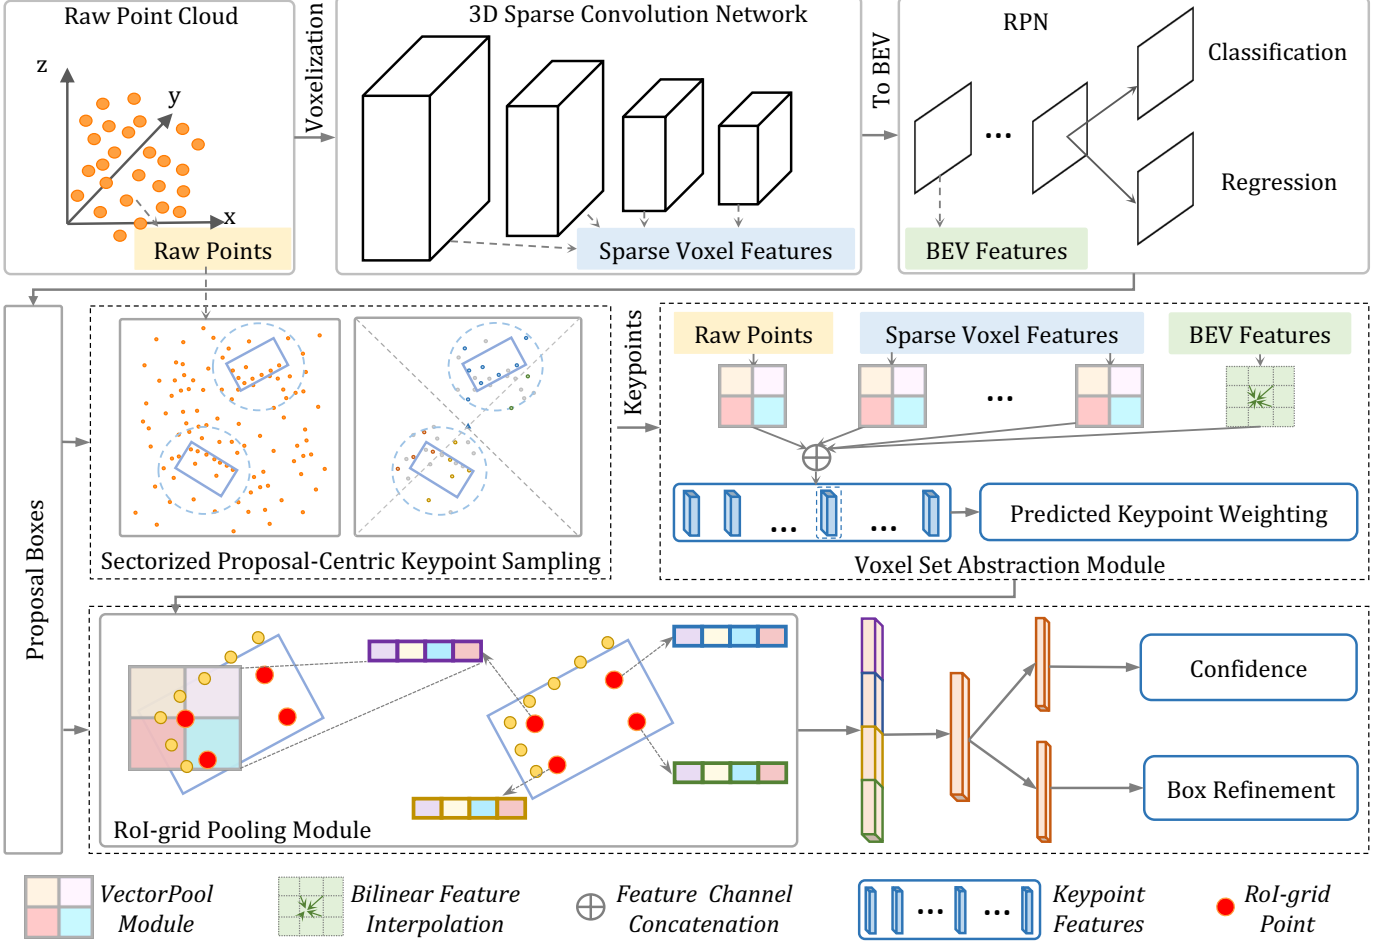 Raw Point Cloud
z
y
x
Raw Points
Voxelization
3D Sparse Convolution Network
Sparse Voxel Features
To BEV
RPN
Classification
Regression
BEV Features
Proposal Boxes
Sectorized Proposal-Centric Keypoint Sampling
Keypoints
Raw Points
Sparse Voxel Features
BEV Features
...
... ...
Predicted Keypoint Weighting
Voxel Set Abstraction Module
RoI-grid Pooling Module
Confidence
Box Refinement
VectorPool
Module
Bilinear Feature
Interpolation
Feature Channel
Concatenation
Keypoint
Features
RoI-grid
Point